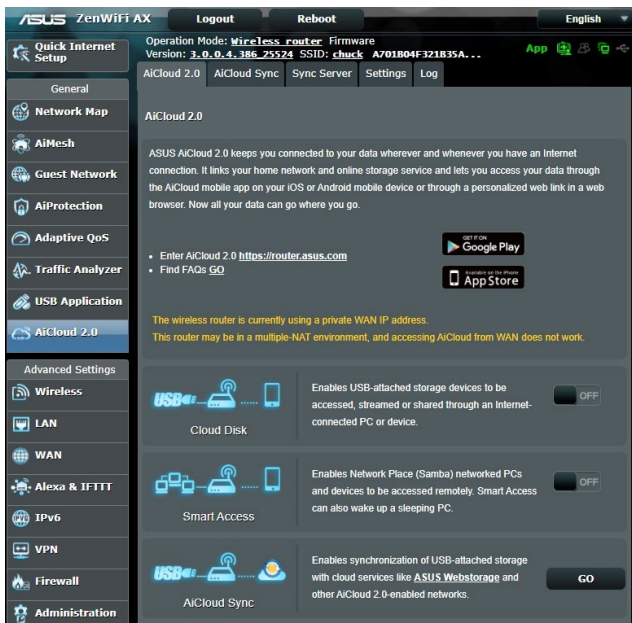 ASUS ZenWiFi AX
Logout
Reboot
English
Quick Internet
Setup
General
Network Map
AiMesh
Guest Network
AiProtection
Adaptive QoS
Traffic Analyzer
USB Application
AiCloud 2.0
Advanced Settings
Wireless
LAN
WAN
Alexa & IFTTT
IPv6
VPN
Firewall
Administration
Operation Mode: Wireless router Firmware
Version: 3.0.0.4.386_25524 SSID: chuck A701B04F321B35A...
App
AiCloud 2.0
AiCloud Sync
Sync Server
Settings
Log
AiCloud 2.0
ASUS AiCloud 2.0 keeps you connected to your data wherever and whenever you have an Internet
connection. It links your home network and online storage service and lets you access your data through
the AiCloud mobile app on your iOS or Android mobile device or through a personalized web link in a web
browser. Now all your data can go where you go.
Enter AiCloud 2.0 https://router.asus.com
Find FAQs GO
GET IT ON
Google Play
Available on the iPhone
App Store
The wireless router is currently using a private WAN IP address.
This router may be in a multiple-NAT environment, and accessing AiCloud from WAN does not work.
USB
Cloud Disk
Enables USB-attached storage devices to be
accessed, streamed or shared through an Internet-
connected PC or device.
OFF
Smart Access
Enables Network Place (Samba) networked PCs
and devices to be accessed remotely. Smart Access
can also wake up a sleeping PC.
OFF
USB
AiCloud Sync
Enables synchronization of USB-attached storage
with cloud services like ASUS Webstorage and
other AiCloud 2.0-enabled networks.
GO